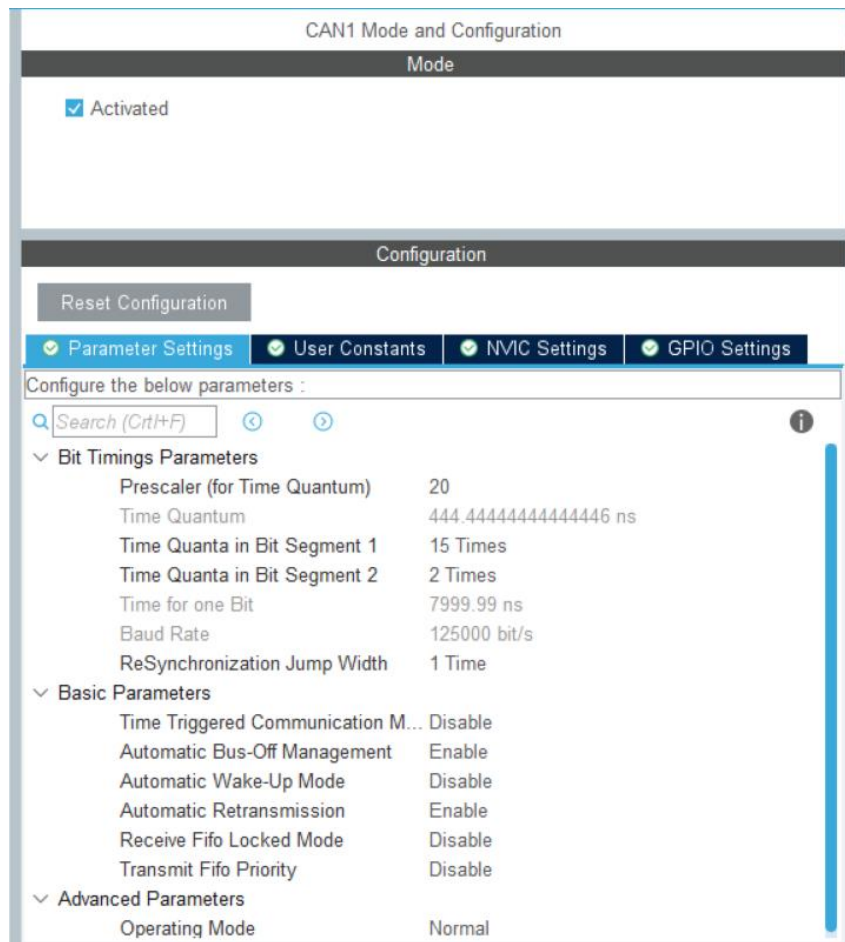 CAN1 Mode and Configuration
Mode
Activated
Configuration
Reset Configuration
Parameter Settings User Constants NVIC Settings GPIO Settings
Configure the below parameters :
Search (Crtl+F)
Bit Timings Parameters
Prescaler (for Time Quantum) 20
Time Quantum 444.44444444444446 ns
Time Quanta in Bit Segment 1 15 Times
Time Quanta in Bit Segment 2 2 Times
Time for one Bit 7999.99 ns
Baud Rate 125000 bit/s
ReSynchronization Jump Width 1 Time
Basic Parameters
Time Triggered Communication M... Disable
Automatic Bus-Off Management Enable
Automatic Wake-Up Mode Disable
Automatic Retransmission Enable
Receive Fifo Locked Mode Disable
Transmit Fifo Priority Disable
Advanced Parameters
Operating Mode Normal